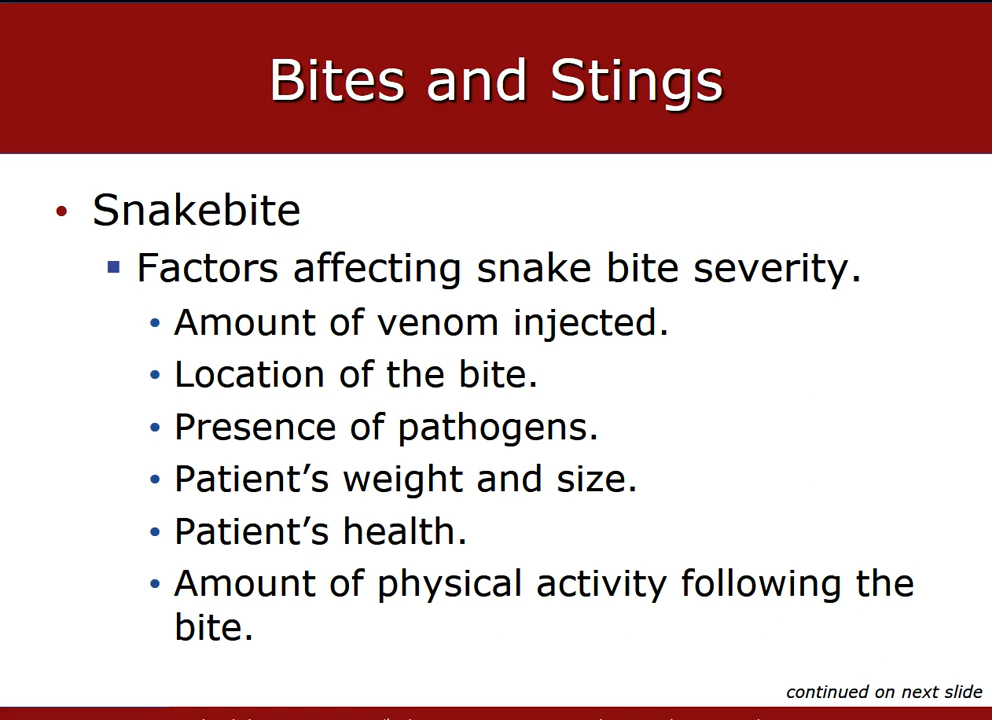 Bites and Stings
• Snakebite
▪ Factors affecting snake bite severity.
• Amount of venom injected.
• Location of the bite.
• Presence of pathogens.
• Patient’s weight and size.
• Patient’s health.
• Amount of physical activity following the
bite.
continued on next slide